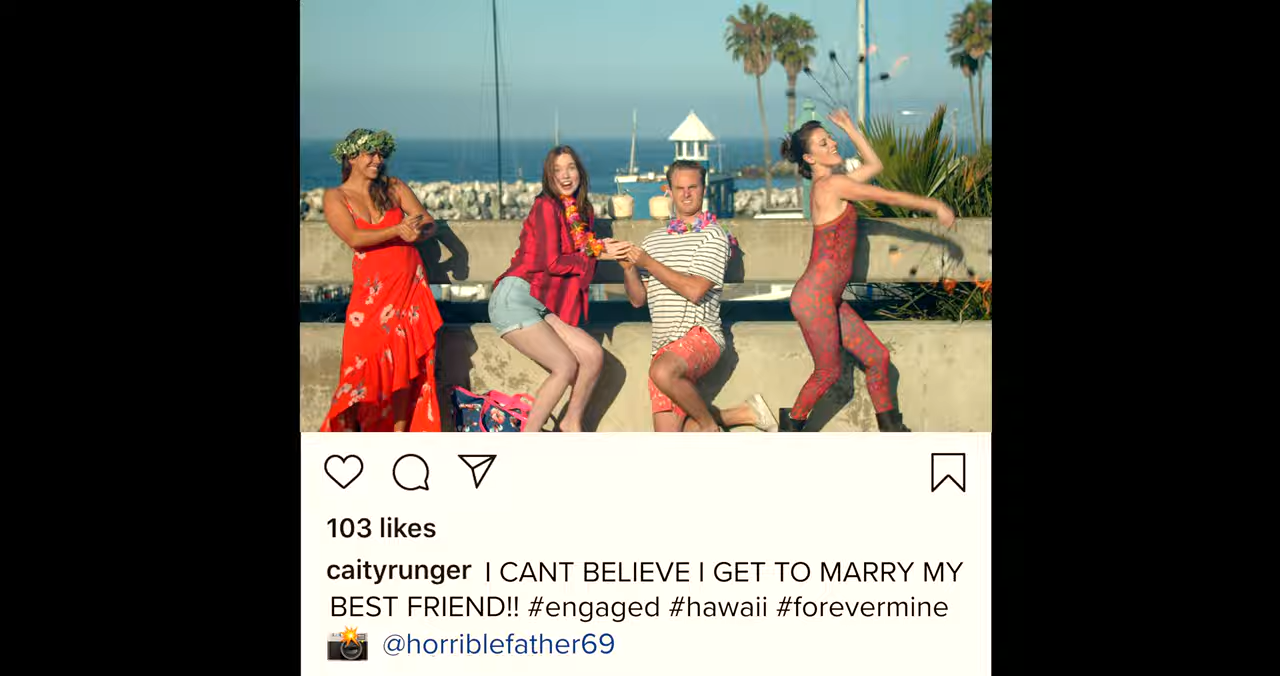 103 likes
caityrunger I CANT BELIEVE I GET TO MARRY MY
BEST FRIEND!! #engaged #hawaii #forevermine
@horriblefather69